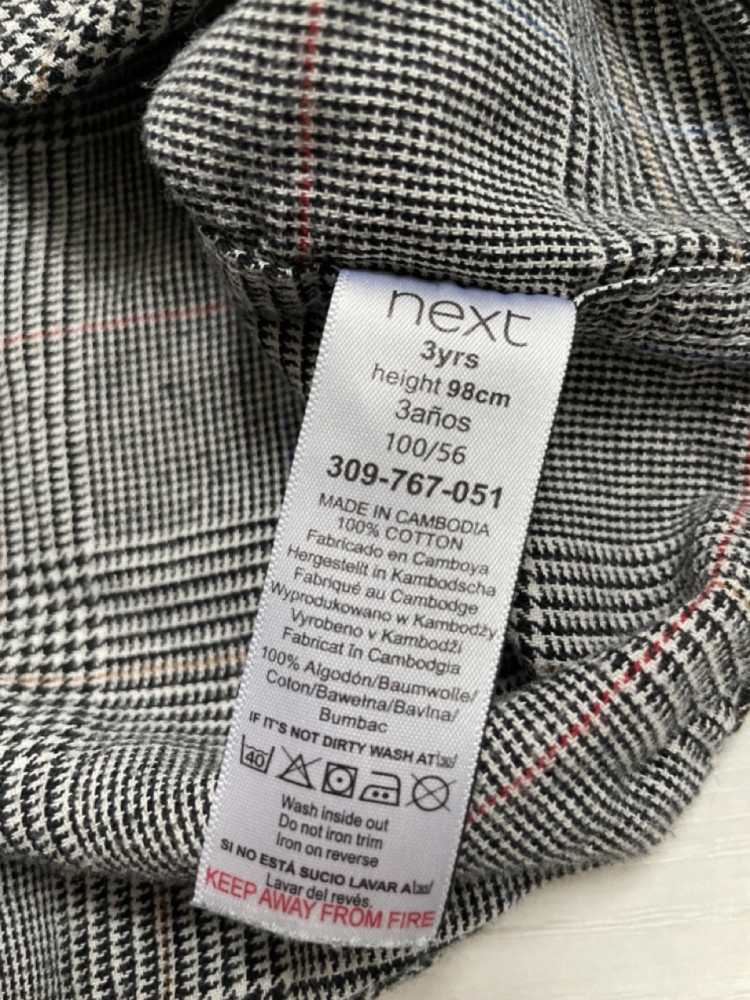 next
3yrs
height 98cm
3años
100/56
309-767-051
MADE IN CAMBODIA
100% COTTON
Fabricado en Camboya
Hergestellt in Kambodscha
Fabriqué au Cambodge
Wyprodukowano w Kambodży
Vyrobeno v Kambodži
Fabricat în Cambodgia
100% Algodón/Baumwolle/
Coton/Bawełna/Bavlna/
Bumbac
IF IT'S NOT DIRTY WASH AT 30
40
Wash inside out
Do not iron trim
Iron on reverse
SI NO ESTÁ SUCIO LAVAR A 30
Lavar del revés.
KEEP AWAY FROM FIRE